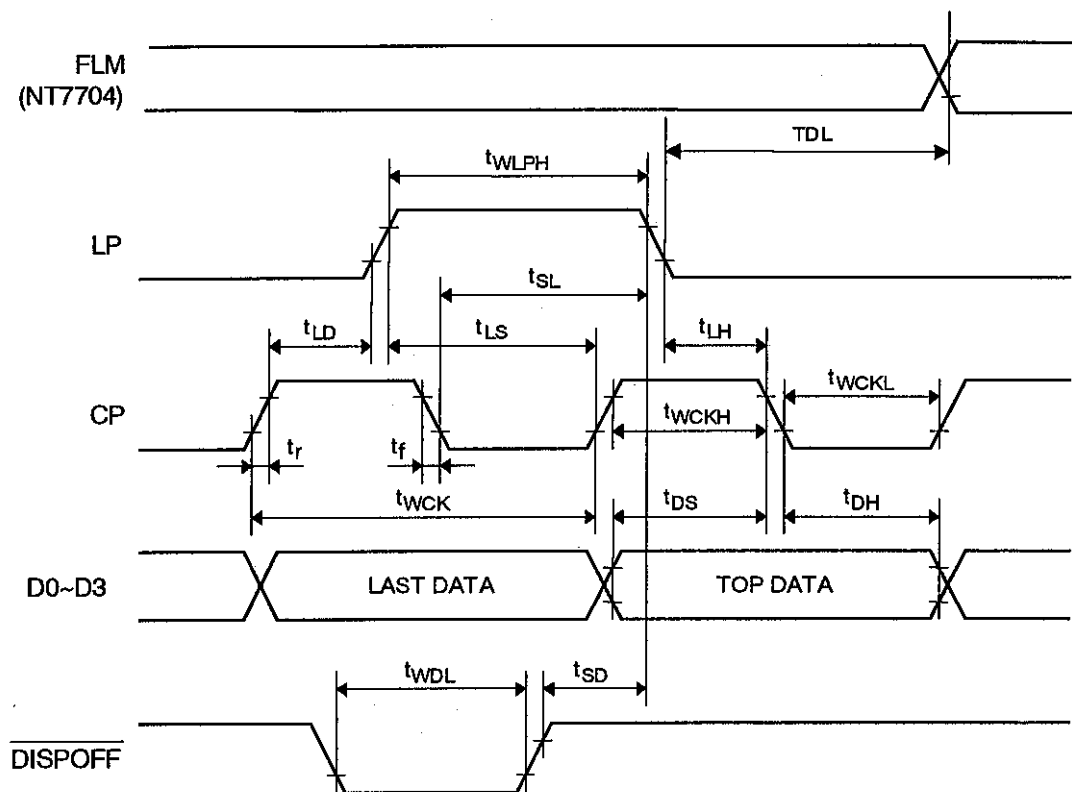 FLM
(NT7704)
TDL
tWLPH
LP
tSL
tLD
tLS
tLH
tWCKL
CP
tWCKH
tr
tf
tWCK
tDS
tDH
D0~D3
LAST DATA
TOP DATA
tWDL
tSD
DISPOFF